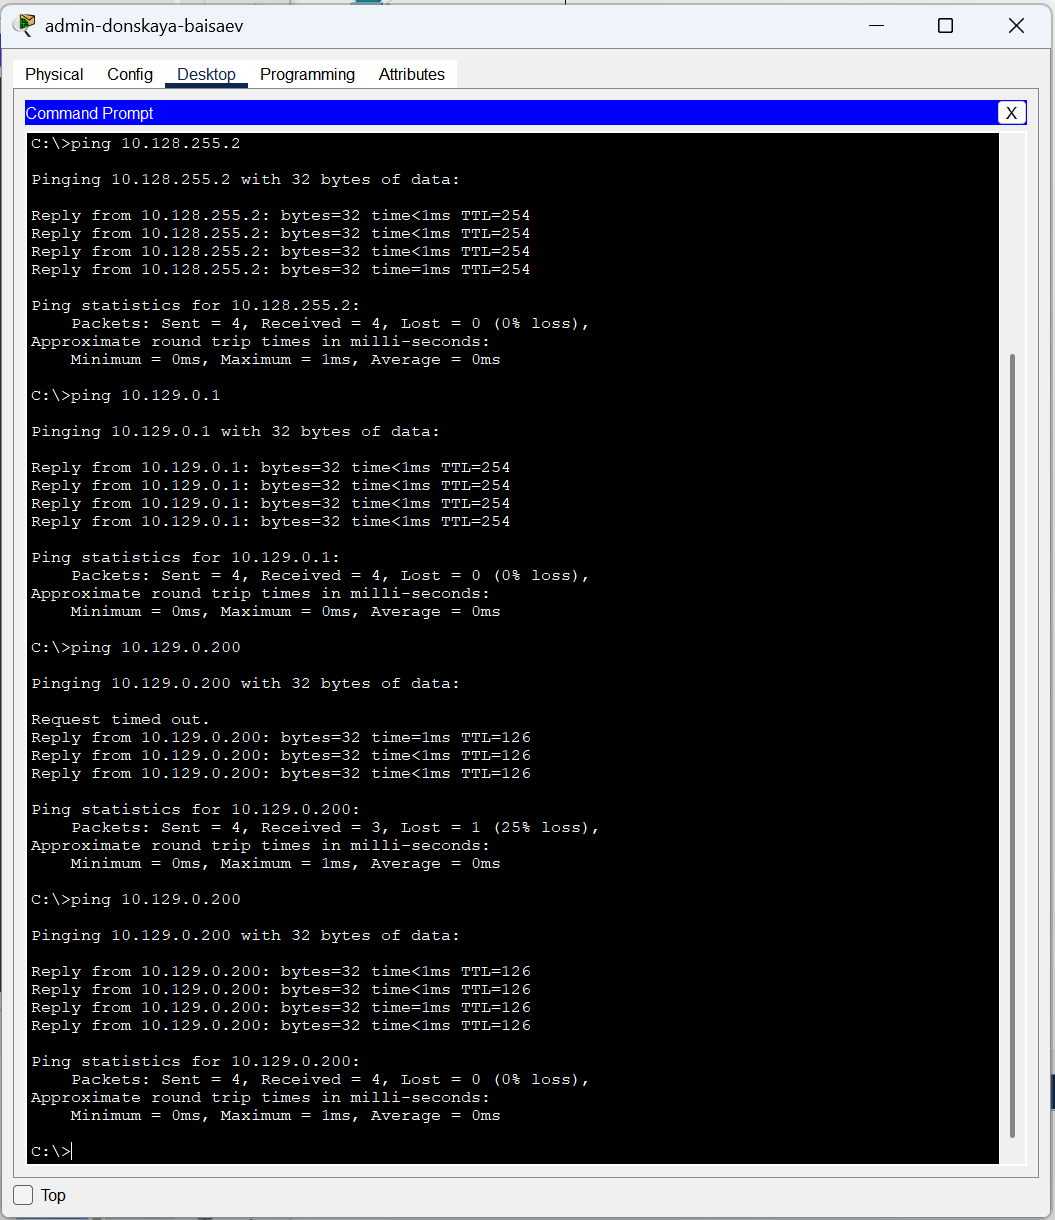 admin-donskaya-baisaev
Physical Config Desktop Programming Attributes
Command Prompt X
C:\>ping 10.128.255.2
Pinging 10.128.255.2 with 32 bytes of data:
Reply from 10.128.255.2: bytes=32 time<1ms TTL=254
Reply from 10.128.255.2: bytes=32 time<1ms TTL=254
Reply from 10.128.255.2: bytes=32 time<1ms TTL=254
Reply from 10.128.255.2: bytes=32 time=1ms TTL=254
Ping statistics for 10.128.255.2:
Packets: Sent = 4, Received = 4, Lost = 0 (0% loss),
Approximate round trip times in milli-seconds:
Minimum = 0ms, Maximum = 1ms, Average = 0ms
C:\>ping 10.129.0.1
Pinging 10.129.0.1 with 32 bytes of data:
Reply from 10.129.0.1: bytes=32 time<1ms TTL=254
Reply from 10.129.0.1: bytes=32 time<1ms TTL=254
Reply from 10.129.0.1: bytes=32 time<1ms TTL=254
Reply from 10.129.0.1: bytes=32 time<1ms TTL=254
Ping statistics for 10.129.0.1:
Packets: Sent = 4, Received = 4, Lost = 0 (0% loss),
Approximate round trip times in milli-seconds:
Minimum = 0ms, Maximum = 0ms, Average = 0ms
C:\>ping 10.129.0.200
Pinging 10.129.0.200 with 32 bytes of data:
Request timed out.
Reply from 10.129.0.200: bytes=32 time=1ms TTL=126
Reply from 10.129.0.200: bytes=32 time<1ms TTL=126
Reply from 10.129.0.200: bytes=32 time<1ms TTL=126
Ping statistics for 10.129.0.200:
Packets: Sent = 4, Received = 3, Lost = 1 (25% loss),
Approximate round trip times in milli-seconds:
Minimum = 0ms, Maximum = 1ms, Average = 0ms
C:\>ping 10.129.0.200
Pinging 10.129.0.200 with 32 bytes of data:
Reply from 10.129.0.200: bytes=32 time<1ms TTL=126
Reply from 10.129.0.200: bytes=32 time<1ms TTL=126
Reply from 10.129.0.200: bytes=32 time=1ms TTL=126
Reply from 10.129.0.200: bytes=32 time<1ms TTL=126
Ping statistics for 10.129.0.200:
Packets: Sent = 4, Received = 4, Lost = 0 (0% loss),
Approximate round trip times in milli-seconds:
Minimum = 0ms, Maximum = 1ms, Average = 0ms
C:\>
Top